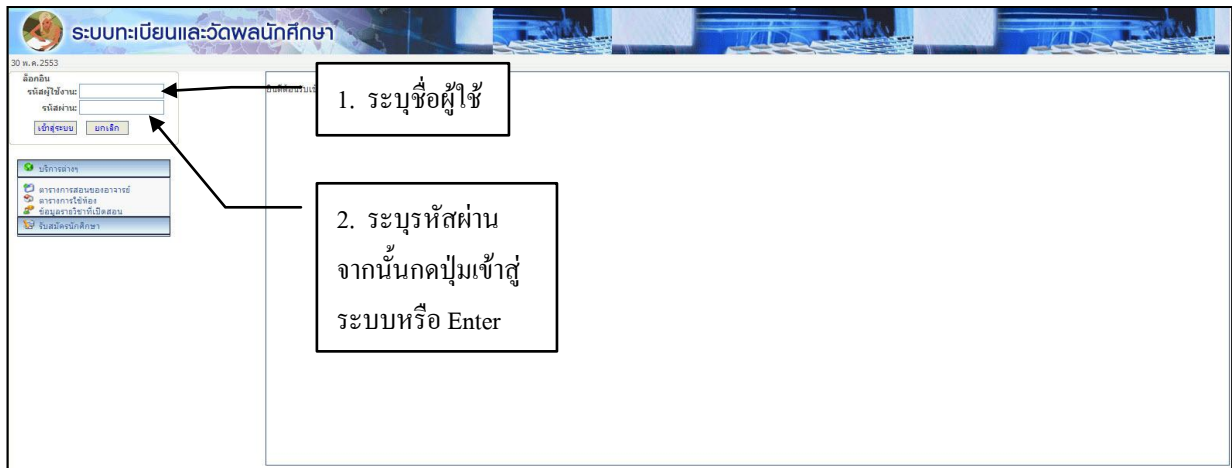 ระบบทะเบียนและวัดผลนักศึกษา
30 พ.ค.2553
ล็อกอิน
รหัสผู้ใช้งาน:
รหัสผ่าน:
เข้าสู่ระบบ ยกเลิก
1. ระบุชื่อผู้ใช้
บริการต่างๆ
ตารางการสอนของอาจารย์
ตารางการใช้ห้อง
ข้อมูลรายวิชาที่เปิดสอน
รับสมัครนักศึกษา
2. ระบุรหัสผ่าน
จากนั้นกดปุ่มเข้าสู่
ระบบหรือ Enter